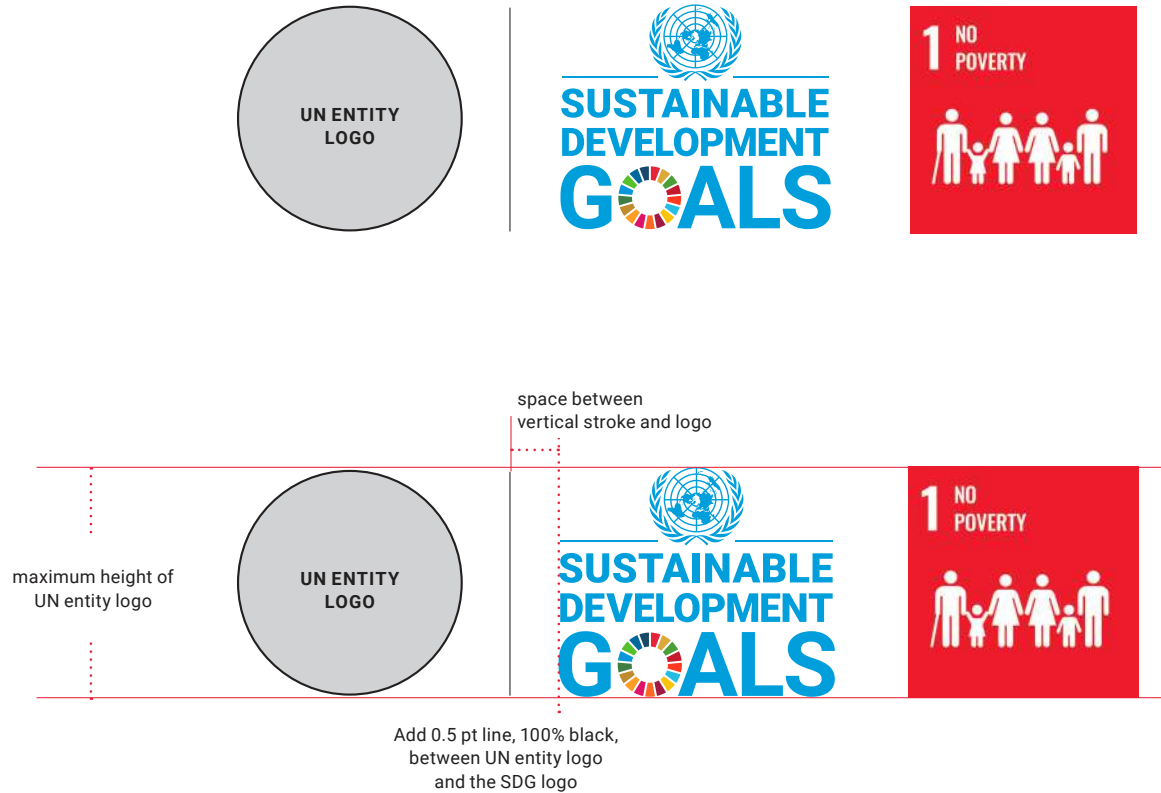 UN ENTITY
LOGO
SUSTAINABLE
DEVELOPMENT
GOALS
1 NO
POVERTY
space between
vertical stroke and logo
maximum height of
UN entity logo
UN ENTITY
LOGO
SUSTAINABLE
DEVELOPMENT
GOALS
1 NO
POVERTY
Add 0.5 pt line, 100% black,
between UN entity logo
and the SDG logo